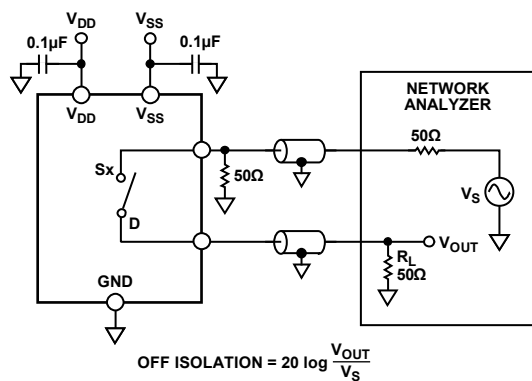 VDD
VSS
0.1µF
0.1µF
VDD
VSS
NETWORK
ANALYZER
50Ω
Sx
50Ω
VS
D
VOUT
RL
50Ω
GND
OFF ISOLATION = 20 log VOUT
VS